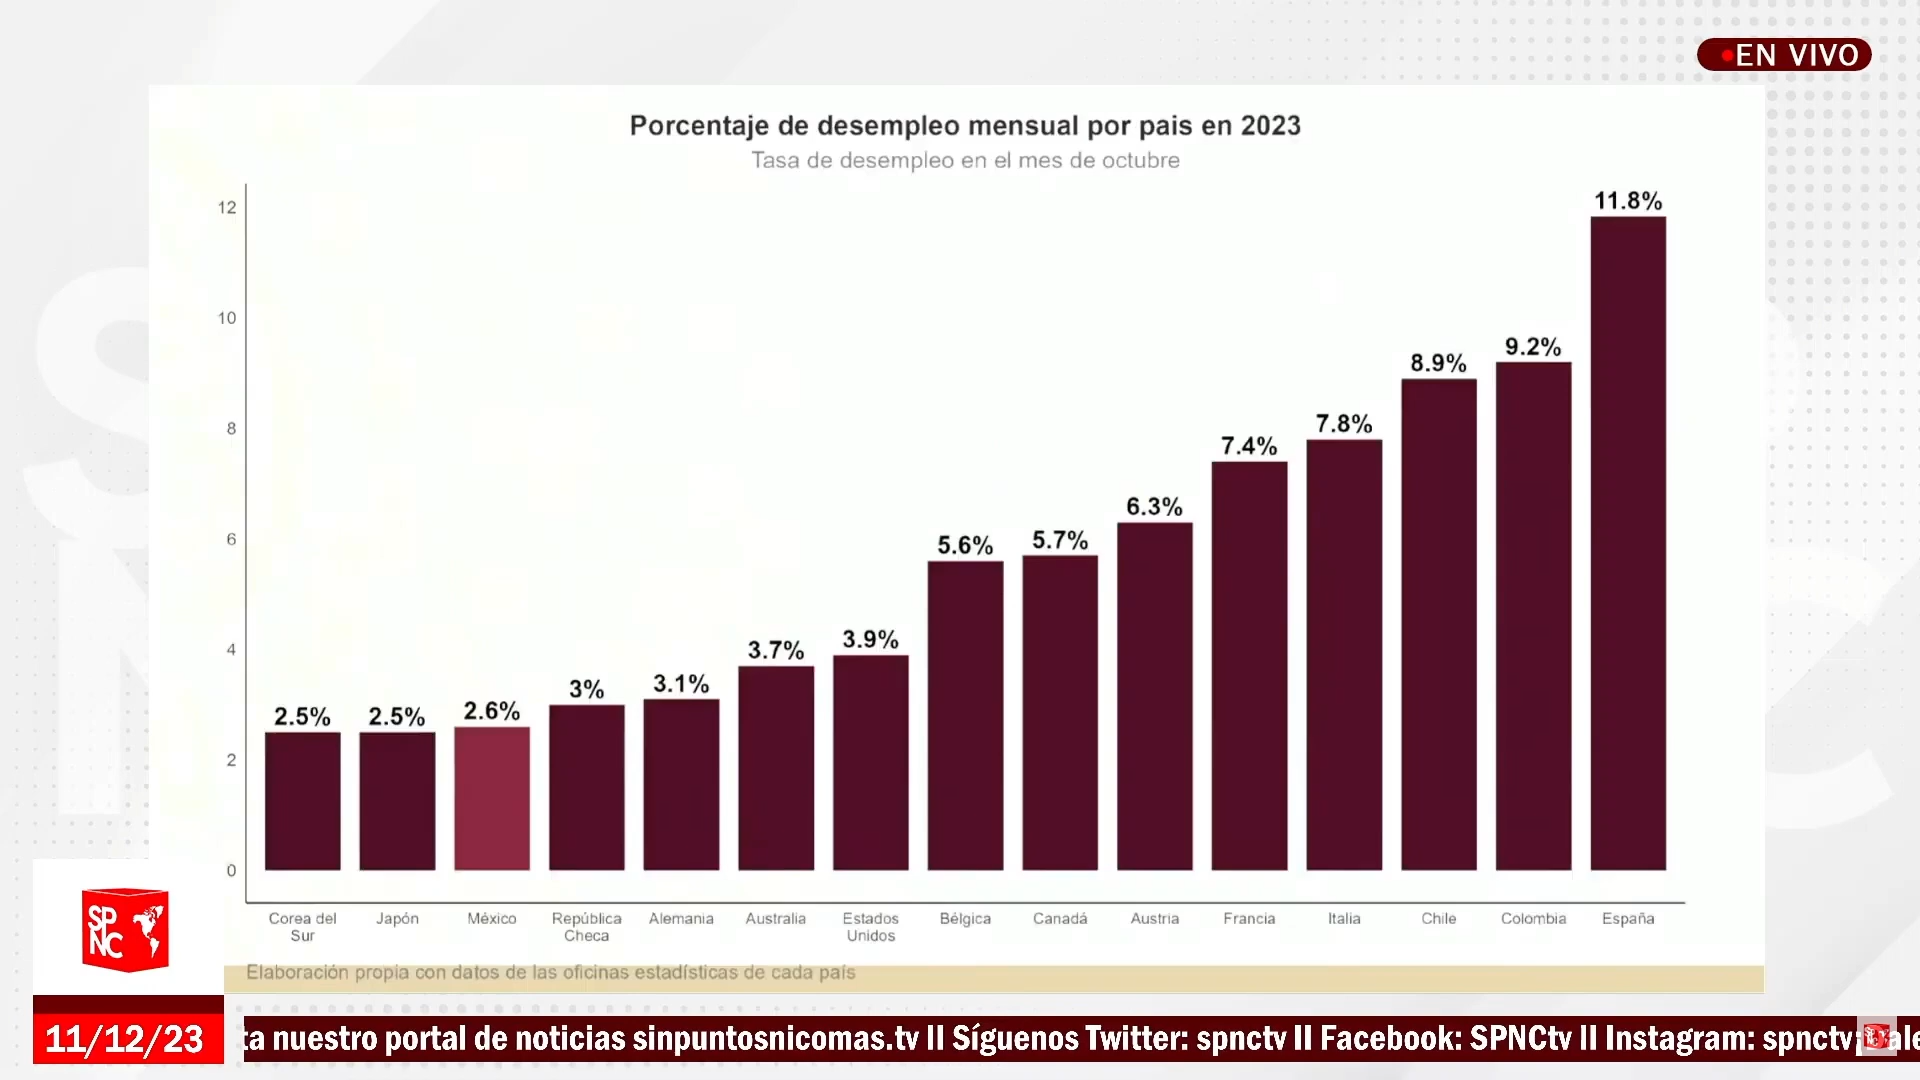 EN VIVO
Porcentaje de desempleo mensual por pais en 2023
Tasa de desempleo en el mes de octubre
12
10
8
6
4
2
0
2.5%
2.5%
2.6%
3%
3.1%
3.7%
3.9%
5.6%
5.7%
6.3%
7.4%
7.8%
8.9%
9.2%
11.8%
Corea del
Sur
Japón
México
República
Checa
Alemania
Australia
Estados
Unidos
Bélgica
Canadá
Austria
Francia
Italia
Chile
Colombia
España
Elaboración propia con datos de las oficinas estadísticas de cada país
SP
NC
11/12/23
ta nuestro portal de noticias sinpuntosnicomas.tv II Síguenos Twitter: spnctv II Facebook: SPNCtv II Instagram: spnctv